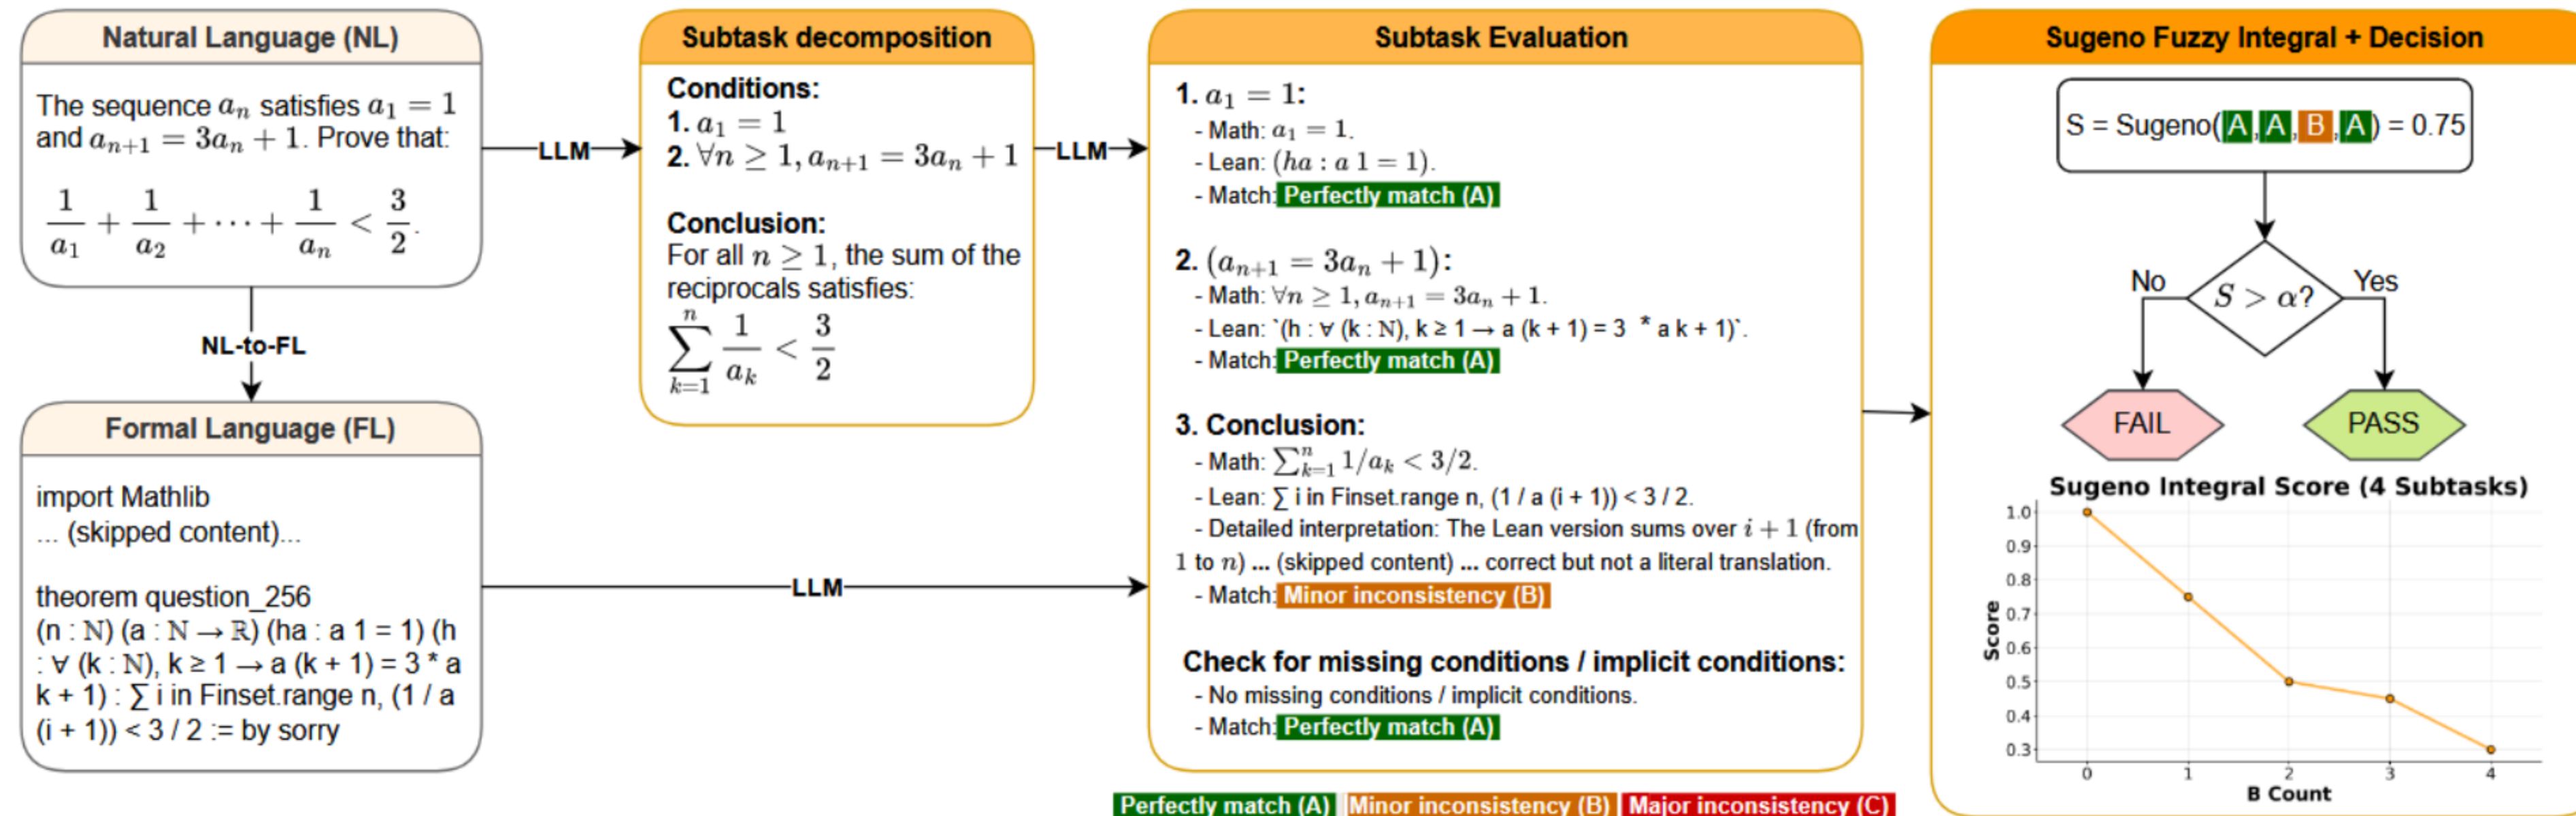 Natural Language (NL)
The sequence aₙ satisfies a₁ = 1
and aₙ₊₁ = 3aₙ + 1. Prove that:
1/a₁ + 1/a₂ + ⋯ + 1/aₙ < 3/2.
NL-to-FL
Formal Language (FL)
import Mathlib
... (skipped content)...
theorem question_256
(n : ℕ) (a : ℕ → ℝ) (ha : a 1 = 1) (h
: ∀ (k : ℕ), k ≥ 1 → a (k + 1) = 3 * a
k + 1) : ∑ i in Finset.range n, (1 / a
(i + 1)) < 3 / 2 := by sorry
LLM
LLM
LLM
Subtask decomposition
Conditions:
1. a₁ = 1
2. ∀n ≥ 1, aₙ₊₁ = 3aₙ + 1
Conclusion:
For all n ≥ 1, the sum of the
reciprocals satisfies:
∑ₖ₌₁ⁿ 1/aₖ < 3/2
Subtask Evaluation
1. a₁ = 1:
- Math: a₁ = 1.
- Lean: (ha : a 1 = 1).
- Match: Perfectly match (A)
2. (aₙ₊₁ = 3aₙ + 1):
- Math: ∀n ≥ 1, aₙ₊₁ = 3aₙ + 1.
- Lean: `(h : ∀ (k : ℕ), k ≥ 1 → a (k + 1) = 3 * a k + 1)`.
- Match: Perfectly match (A)
3. Conclusion:
- Math: ∑ₖ₌₁ⁿ 1/aₖ < 3/2.
- Lean: ∑ i in Finset.range n, (1 / a (i + 1)) < 3 / 2.
- Detailed interpretation: The Lean version sums over i + 1 (from
1 to n) ... (skipped content) ... correct but not a literal translation.
- Match: Minor inconsistency (B)
Check for missing conditions / implicit conditions:
- No missing conditions / implicit conditions.
- Match: Perfectly match (A)
Perfectly match (A) Minor inconsistency (B) Major inconsistency (C)
Sugeno Fuzzy Integral + Decision
S = Sugeno(A,A,B,A) = 0.75
S > α?
No
Yes
FAIL
PASS
Sugeno Integral Score (4 Subtasks)
Score
1.0
0.9
0.8
0.7
0.6
0.5
0.4
0.3
0 1 2 3 4
B Count